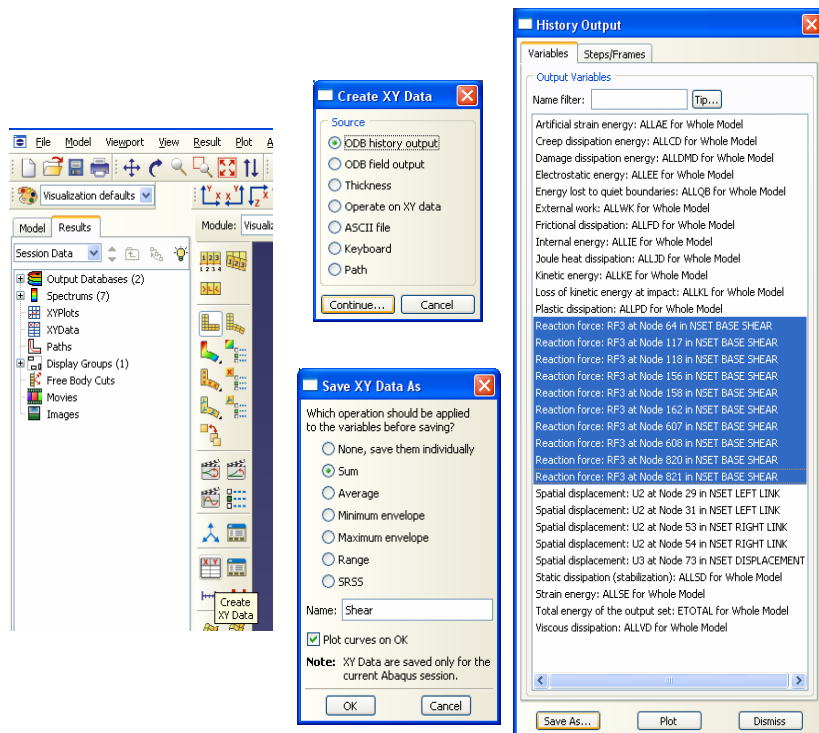 File Model Viewport View Result Plot A
Visualization defaults
Model Results
Module: Visualiz
Session Data
Output Databases (2)
Spectrums (7)
XYPlots
XYData
Paths
Display Groups (1)
Free Body Cuts
Movies
Images
1 2 3 4
Create
XY Data
Create XY Data
Source
ODB history output
ODB field output
Thickness
Operate on XY data
ASCII file
Keyboard
Path
Continue... Cancel
Save XY Data As
Which operation should be applied
to the variables before saving?
None, save them individually
Sum
Average
Minimum envelope
Maximum envelope
Range
SRSS
Name: Shear
Plot curves on OK
Note: XY Data are saved only for the
current Abaqus session.
OK Cancel
History Output
Variables Steps/Frames
Output Variables
Name filter: Tip...
Artificial strain energy: ALLAE for Whole Model
Creep dissipation energy: ALLCD for Whole Model
Damage dissipation energy: ALLDMD for Whole Model
Electrostatic energy: ALLEE for Whole Model
Energy lost to quiet boundaries: ALLQB for Whole Model
External work: ALLWK for Whole Model
Frictional dissipation: ALLFD for Whole Model
Internal energy: ALLIE for Whole Model
Joule heat dissipation: ALLJD for Whole Model
Kinetic energy: ALLKE for Whole Model
Loss of kinetic energy at impact: ALLKL for Whole Model
Plastic dissipation: ALLPD for Whole Model
Reaction force: RF3 at Node 64 in NSET BASE SHEAR
Reaction force: RF3 at Node 117 in NSET BASE SHEAR
Reaction force: RF3 at Node 118 in NSET BASE SHEAR
Reaction force: RF3 at Node 156 in NSET BASE SHEAR
Reaction force: RF3 at Node 158 in NSET BASE SHEAR
Reaction force: RF3 at Node 162 in NSET BASE SHEAR
Reaction force: RF3 at Node 607 in NSET BASE SHEAR
Reaction force: RF3 at Node 608 in NSET BASE SHEAR
Reaction force: RF3 at Node 820 in NSET BASE SHEAR
Reaction force: RF3 at Node 821 in NSET BASE SHEAR
Spatial displacement: U2 at Node 29 in NSET LEFT LINK
Spatial displacement: U2 at Node 31 in NSET LEFT LINK
Spatial displacement: U2 at Node 53 in NSET RIGHT LINK
Spatial displacement: U2 at Node 54 in NSET RIGHT LINK
Spatial displacement: U3 at Node 73 in NSET DISPLACEMENT
Static dissipation (stabilization): ALLSD for Whole Model
Strain energy: ALLSE for Whole Model
Total energy of the output set: ETOTAL for Whole Model
Viscous dissipation: ALLVD for Whole Model
Save As... Plot Dismiss